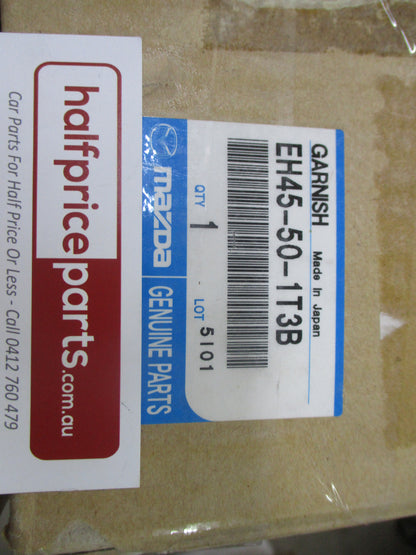 halfpriceparts.com.au
Car Parts For Half Price Or Less - Call 0412 760 479
GARNISH Made In Japan
EH45-50-1T3B
QTY
1
LOT 5101
mazda GENUINE PARTS